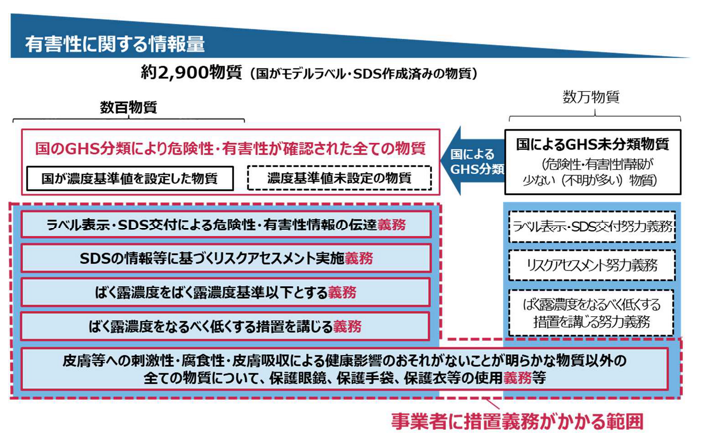 有害性に関する情報量
約2,900物質（国がモデルラベル・SDS作成済みの物質）
数百物質
数万物質
国のGHS分類により危険性・有害性が確認された全ての物質
国が濃度基準値を設定した物質
濃度基準値未設定の物質
国による
GHS分類
国によるGHS未分類物質
（危険性・有害性情報が
少ない（不明が多い）物質）
ラベル表示・SDS交付による危険性・有害性情報の伝達義務
SDSの情報等に基づくリスクアセスメント実施義務
ばく露濃度をばく露濃度基準以下とする義務
ばく露濃度をなるべく低くする措置を講じる義務
ラベル表示・SDS交付努力義務
リスクアセスメント努力義務
ばく露濃度をなるべく低くする
措置を講じる努力義務
皮膚等への刺激性・腐食性・皮膚吸収による健康影響のおそれがないことが明らかな物質以外の
全ての物質について、保護眼鏡、保護手袋、保護衣等の使用義務等
事業者に措置義務がかかる範囲